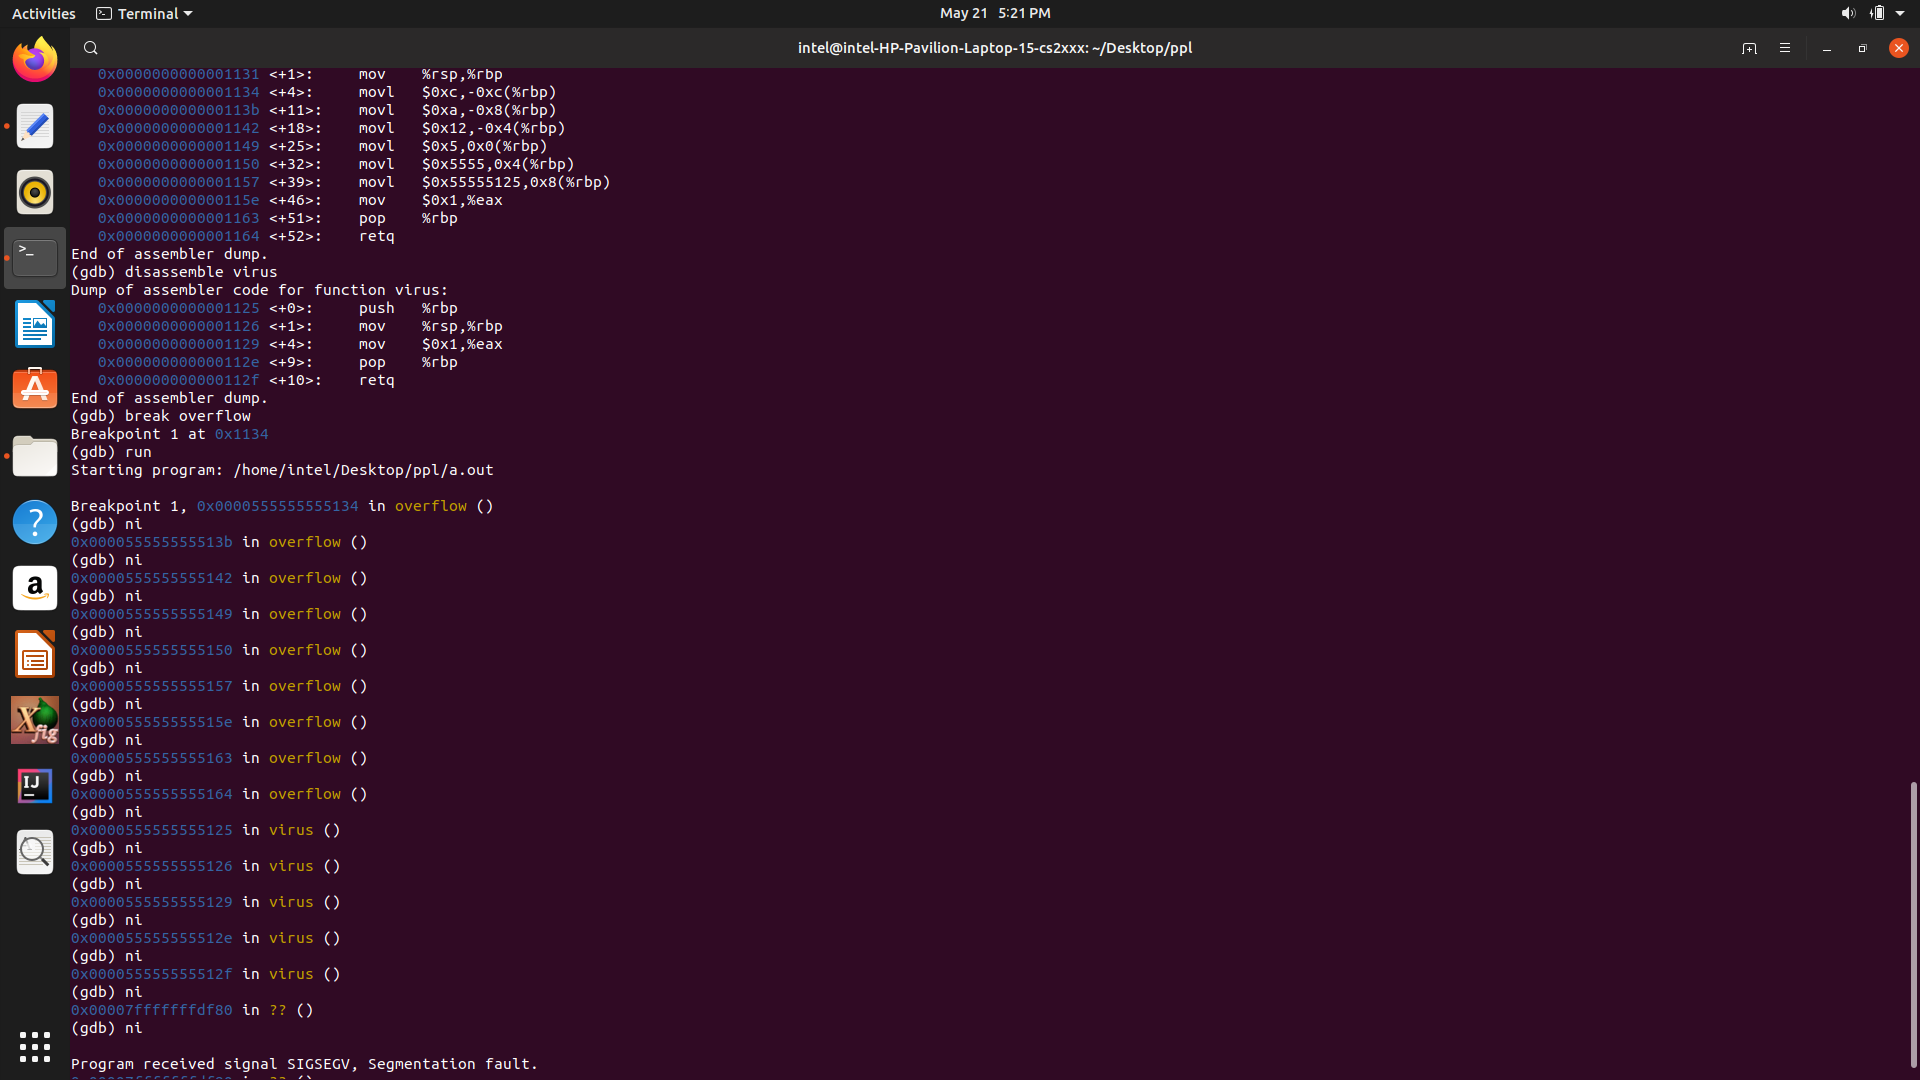 Activities Terminal May 21 5:21 PM
intel@intel-HP-Pavilion-Laptop-15-cs2xxx: ~/Desktop/ppl
0x0000000000001131 <+1>: mov %rsp,%rbp
0x0000000000001134 <+4>: movl $0xc,-0xc(%rbp)
0x000000000000113b <+11>: movl $0xa,-0x8(%rbp)
0x0000000000001142 <+18>: movl $0x12,-0x4(%rbp)
0x0000000000001149 <+25>: movl $0x5,0x0(%rbp)
0x0000000000001150 <+32>: movl $0x5555,0x4(%rbp)
0x0000000000001157 <+39>: movl $0x55555125,0x8(%rbp)
0x000000000000115e <+46>: mov $0x1,%eax
0x0000000000001163 <+51>: pop %rbp
0x0000000000001164 <+52>: retq
End of assembler dump.
(gdb) disassemble virus
Dump of assembler code for function virus:
0x0000000000001125 <+0>: push %rbp
0x0000000000001126 <+1>: mov %rsp,%rbp
0x0000000000001129 <+4>: mov $0x1,%eax
0x000000000000112e <+9>: pop %rbp
0x000000000000112f <+10>: retq
End of assembler dump.
(gdb) break overflow
Breakpoint 1 at 0x1134
(gdb) run
Starting program: /home/intel/Desktop/ppl/a.out
Breakpoint 1, 0x0000555555555134 in overflow ()
(gdb) ni
0x000055555555513b in overflow ()
(gdb) ni
0x0000555555555142 in overflow ()
(gdb) ni
0x0000555555555149 in overflow ()
(gdb) ni
0x0000555555555150 in overflow ()
(gdb) ni
0x0000555555555157 in overflow ()
(gdb) ni
0x000055555555515e in overflow ()
(gdb) ni
0x0000555555555163 in overflow ()
(gdb) ni
0x0000555555555164 in overflow ()
(gdb) ni
0x0000555555555125 in virus ()
(gdb) ni
0x0000555555555126 in virus ()
(gdb) ni
0x0000555555555129 in virus ()
(gdb) ni
0x000055555555512e in virus ()
(gdb) ni
0x000055555555512f in virus ()
(gdb) ni
0x00007fffffffdf80 in ?? ()
(gdb) ni
Program received signal SIGSEGV, Segmentation fault.